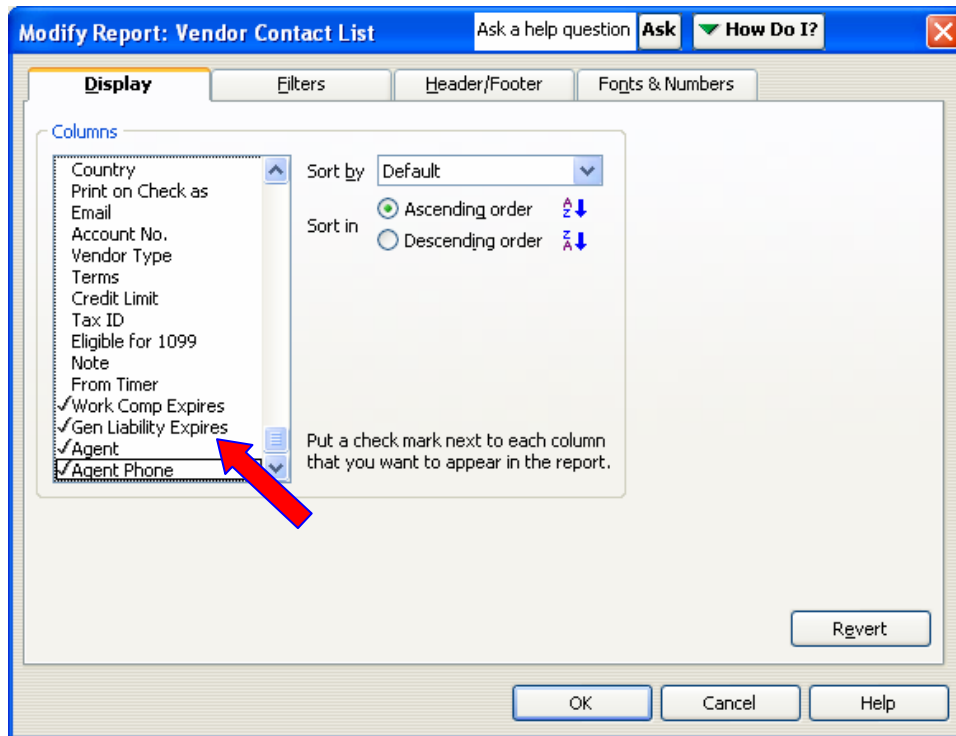 Modify Report: Vendor Contact List
Ask a help question Ask How Do I?
Display Filters Header/Footer Fonts & Numbers
Columns
Country
Print on Check as
Email
Account No.
Vendor Type
Terms
Credit Limit
Tax ID
Eligible for 1099
Note
From Timer
Work Comp Expires
Gen Liability Expires
Agent
Agent Phone
Sort by Default
Sort in
Ascending order
Descending order
Put a check mark next to each column
that you want to appear in the report.
Revert
OK Cancel Help